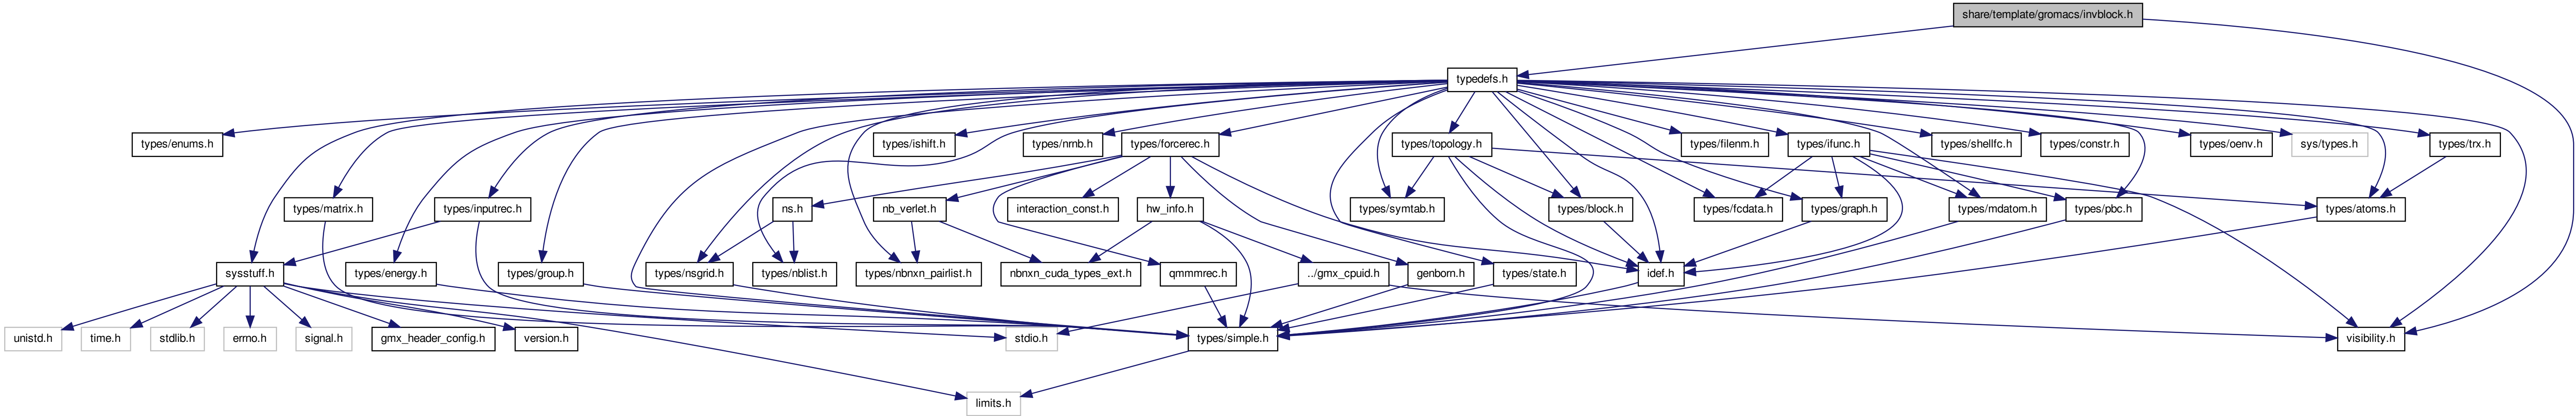 share/template/gromacs/invblock.h
typedefs.h
types/enums.h
types/ishift.h
types/nrnb.h
types/forcerec.h
types/topology.h
types/filenm.h
types/ifunc.h
types/shellfc.h
types/constr.h
types/oenv.h
sys/types.h
types/trx.h
types/matrix.h
types/inputrec.h
ns.h
nb_verlet.h
interaction_const.h
hw_info.h
types/symtab.h
types/block.h
types/fcdata.h
types/graph.h
types/mdatom.h
types/pbc.h
types/atoms.h
sysstuff.h
types/energy.h
types/group.h
types/nsgrid.h
types/nblist.h
types/nbnxn_pairlist.h
nbnxn_cuda_types_ext.h
qmmmrec.h
../gmx_cpuid.h
genborn.h
types/state.h
idef.h
unistd.h
time.h
stdlib.h
errno.h
signal.h
gmx_header_config.h
version.h
stdio.h
types/simple.h
visibility.h
limits.h